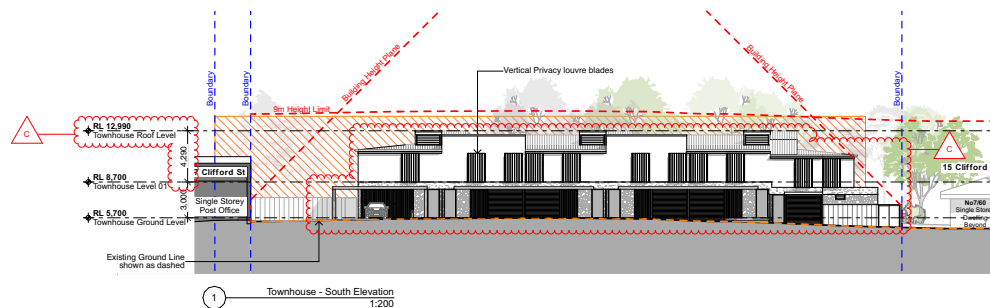 Boundary
Boundary
Building Height Plane
Building Height Plane
Boundary
Vertical Privacy louvre blades
9m Height Limit
C
RL 12,990
Townhouse Roof Level
4,290
C
Clifford St
15 Clifford
RL 8,700
Townhouse Level 01
3,000
Single Storey
Post Office
No7/60
Single Storey
Dwelling
Beyond
RL 5,700
Townhouse Ground Level
Existing Ground Line
shown as dashed
1
Townhouse - South Elevation
1:200